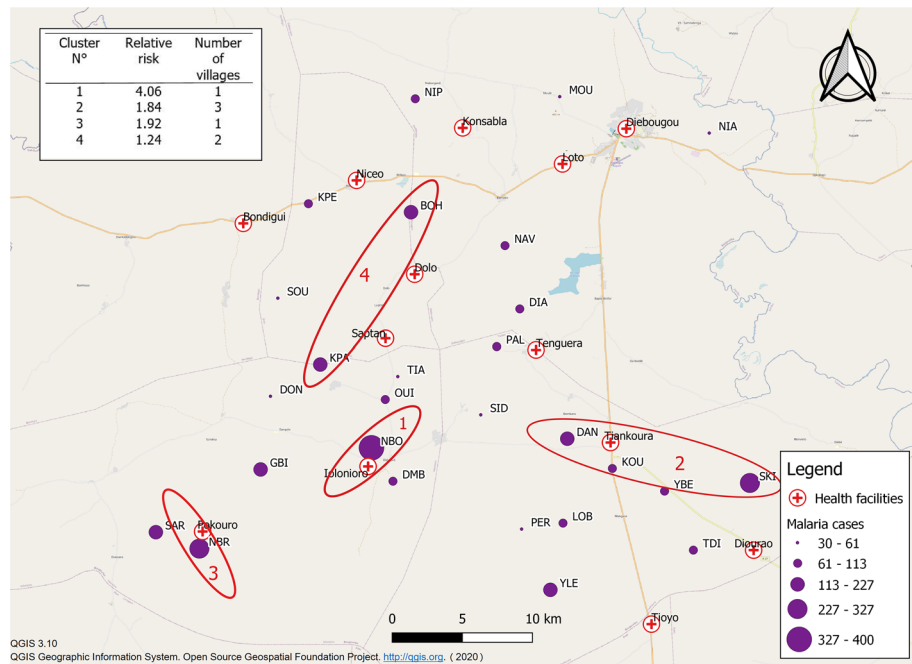 Cluster N° Relative risk Number of villages
1 4.06 1
2 1.84 3
3 1.92 1
4 1.24 2
NIP
MOU
Konsabla
Diebougou
NIA
Loto
Niceo
KPE
BOH
Bondigui
NAV
4
Dolo
SOU
DIA
Saptan
PAL
Tenguera
KPA
TIA
DON
OUI
SID
1
DAN
Tiankoura
NBO
2
Iolonioro
GBI
DMB
KOU
SKI
YBE
SAR
Pakouro
PER
LOB
NBR
TDI
Diourao
3
YLE
Tioyo
Legend
Health facilities
Malaria cases
30 - 61
61 - 113
113 - 227
227 - 327
327 - 400
0 5 10 km
QGIS 3.10
QGIS Geographic Information System. Open Source Geospatial Foundation Project. http://qgis.org. ( 2020 )